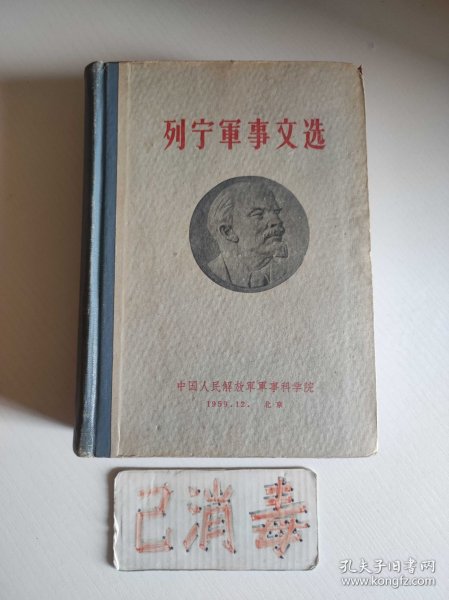 列宁軍事文选
中国人民解放軍軍事科学院
1959.12. 北京
已消毒
孔夫子旧书网
www.kongfz.com